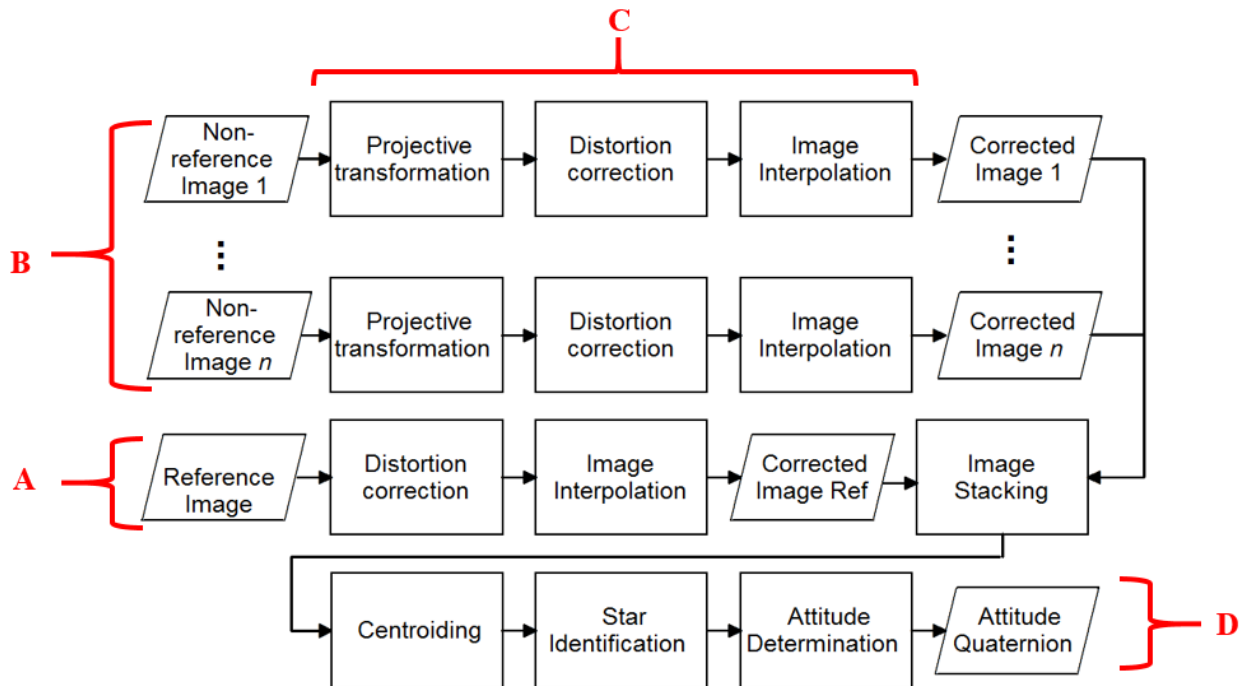 C
Non-
reference
Image 1
Projective
transformation
Distortion
correction
Image
Interpolation
Corrected
Image 1
B
Non-
reference
Image n
Projective
transformation
Distortion
correction
Image
Interpolation
Corrected
Image n
A
Reference
Image
Distortion
correction
Image
Interpolation
Corrected
Image Ref
Image
Stacking
Centroiding
Star
Identification
Attitude
Determination
Attitude
Quaternion
D